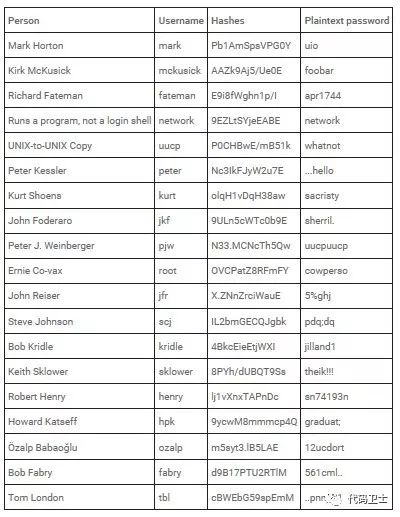 Person Username Hashes Plaintext password
Mark Horton mark Pb1AmSpsVPG0Y uio
Kirk McKusick mckusick AAZk9Aj5/Ue0E foobar
Richard Fateman fateman E9i8fWghn1p/I apr1744
Runs a program, not a login shell network 9EZLtSYjeEABE network
UNIX-to-UNIX Copy uucp P0CHBwE/mB51k whatnot
Peter Kessler peter Nc3IkFJyW2u7E ...hello
Kurt Shoens kurt olqH1vDqH38aw sacristy
John Foderaro jkf 9ULn5cWTc0b9E sherril.
Peter J. Weinberger pjw N33.MCNcTh5Qw uucpuucp
Ernie Co-vax root OVCPatZ8RFmFY cowperso
John Reiser jfr X.ZNnZrciWauE 5%ghj
Steve Johnson scj IL2bmGECQJgbk pdq;dq
Bob Kridle kridle 4BkcEieEtjWXI jilland1
Keith Sklower sklower 8PYh/dUBQT9Ss theik!!!
Robert Henry henry lj1vXnxTAPnDc sn74193n
Howard Katseff hpk 9ycwM8mmmcp4Q graduat;
Özalp Babaoğlu ozalp m5syt3.lB5LAE 12ucdort
Bob Fabry fabry d9B17PTU2RTlM 561cml..
Tom London tbl cBWEbG59spEmM
代码卫士